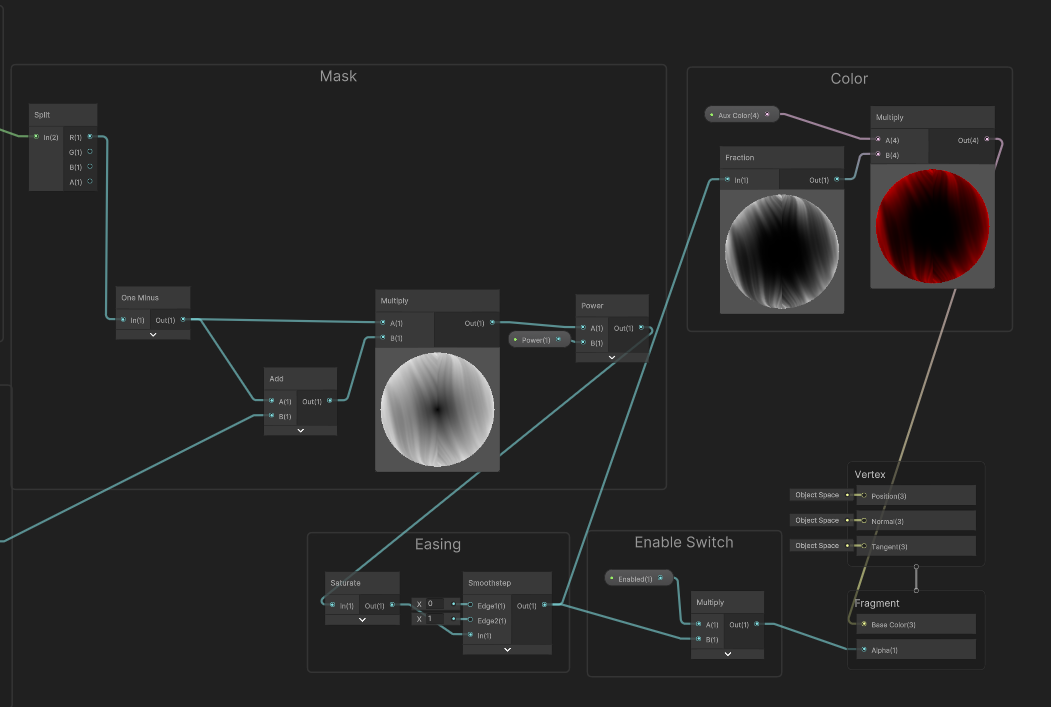 Mask
Split
In(2) R(1)
G(1)
B(1)
A(1)
One Minus
In(1) Out(1)
Add
A(1) Out(1)
B(1)
Multiply
A(1) Out(1)
B(1)
Power(1)
Power
A(1) Out(1)
B(1)
Color
Aux Color(4)
Fraction
In(1) Out(1)
Multiply
A(4) Out(4)
B(4)
Easing
Saturate
In(1) Out(1)
X 0
X 1
Smoothstep
Edge1(1) Out(1)
Edge2(1)
In(1)
Enable Switch
Enabled(1)
Multiply
A(1) Out(1)
B(1)
Vertex
Object Space Position(3)
Object Space Normal(3)
Object Space Tangent(3)
Fragment
Base Color(3)
Alpha(1)